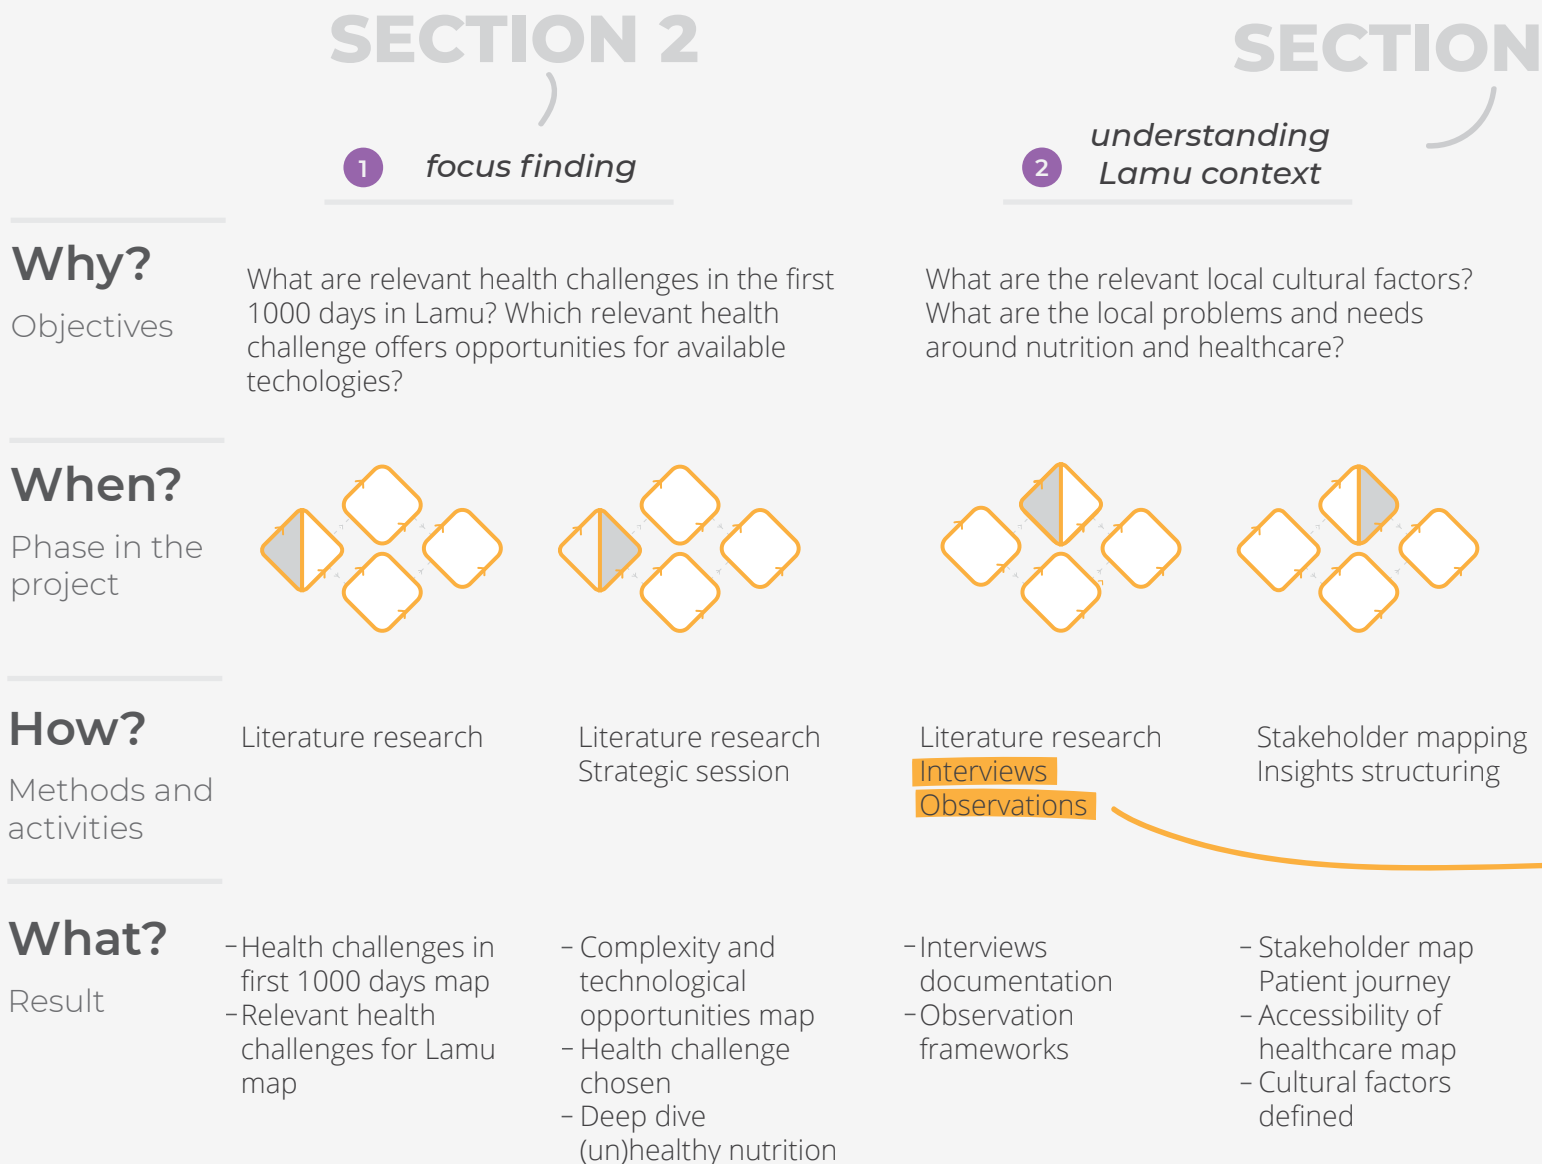 SECTION 2
SECTION
1
focus finding
2
understanding
Lamu context
Why?
Objectives
What are relevant health challenges in the first
1000 days in Lamu? Which relevant health
challenge offers opportunities for available
techologies?
What are the relevant local cultural factors?
What are the local problems and needs
around nutrition and healthcare?
When?
Phase in the
project
How?
Methods and
activities
Literature research
Literature research
Strategic session
Literature research
Interviews
Observations
Stakeholder mapping
Insights structuring
What?
Result
-Health challenges in
first 1000 days map
-Relevant health
challenges for Lamu
map
- Complexity and
technological
opportunities map
- Health challenge
chosen
- Deep dive
(un)healthy nutrition
-Interviews
documentation
-Observation
frameworks
- Stakeholder map
Patient journey
- Accessibility of
healthcare map
- Cultural factors
defined